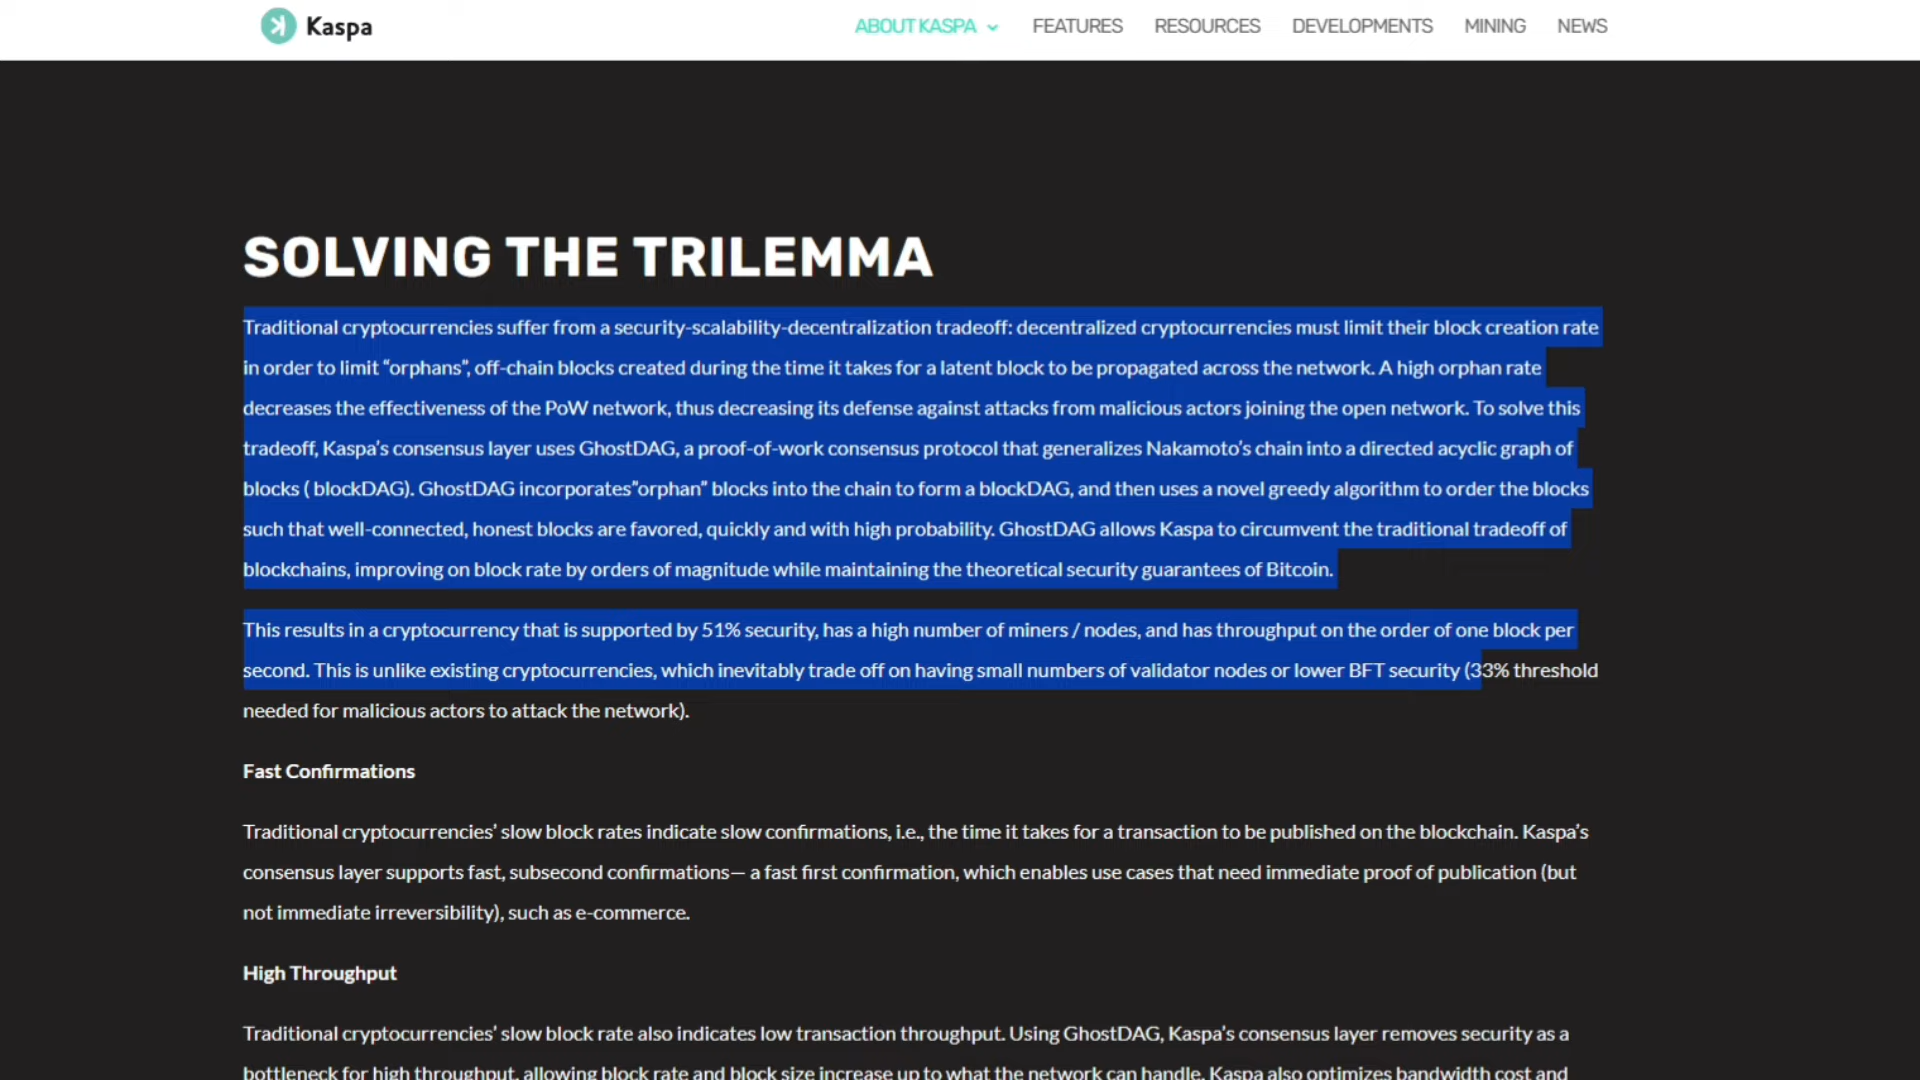 Kaspa
ABOUT KASPA
FEATURES
RESOURCES
DEVELOPMENTS
MINING
NEWS
SOLVING THE TRILEMMA
Traditional cryptocurrencies suffer from a security-scalability-decentralization tradeoff: decentralized cryptocurrencies must limit their block creation rate
in order to limit “orphans”, off-chain blocks created during the time it takes for a latent block to be propagated across the network. A high orphan rate
decreases the effectiveness of the PoW network, thus decreasing its defense against attacks from malicious actors joining the open network. To solve this
tradeoff, Kaspa’s consensus layer uses GhostDAG, a proof-of-work consensus protocol that generalizes Nakamoto’s chain into a directed acyclic graph of
blocks ( blockDAG). GhostDAG incorporates”orphan” blocks into the chain to form a blockDAG, and then uses a novel greedy algorithm to order the blocks
such that well-connected, honest blocks are favored, quickly and with high probability. GhostDAG allows Kaspa to circumvent the traditional tradeoff of
blockchains, improving on block rate by orders of magnitude while maintaining the theoretical security guarantees of Bitcoin.
This results in a cryptocurrency that is supported by 51% security, has a high number of miners / nodes, and has throughput on the order of one block per
second. This is unlike existing cryptocurrencies, which inevitably trade off on having small numbers of validator nodes or lower BFT security (33% threshold
needed for malicious actors to attack the network).
Fast Confirmations
Traditional cryptocurrencies’ slow block rates indicate slow confirmations, i.e., the time it takes for a transaction to be published on the blockchain. Kaspa’s
consensus layer supports fast, subsecond confirmations— a fast first confirmation, which enables use cases that need immediate proof of publication (but
not immediate irreversibility), such as e-commerce.
High Throughput
Traditional cryptocurrencies’ slow block rate also indicates low transaction throughput. Using GhostDAG, Kaspa’s consensus layer removes security as a
bottleneck for high throughput, allowing block rate and block size increase up to what the network can handle. Kaspa also optimizes bandwidth cost and